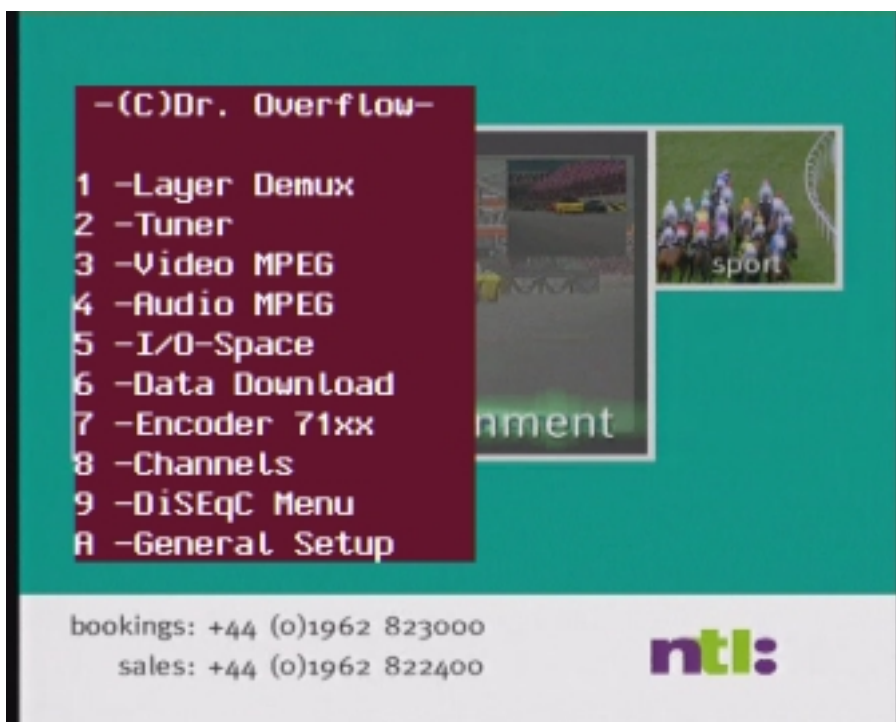 -(C)Dr. Overflow-
1 -Layer Demux
2 -Tuner
3 -Video MPEG
4 -Audio MPEG
5 -I/O-Space
6 -Data Download
7 -Encoder 71xx
8 -Channels
9 -DiSEqC Menu
A -General Setup
nment
sport
bookings: +44 (0)1962 823000
sales: +44 (0)1962 822400
ntl: